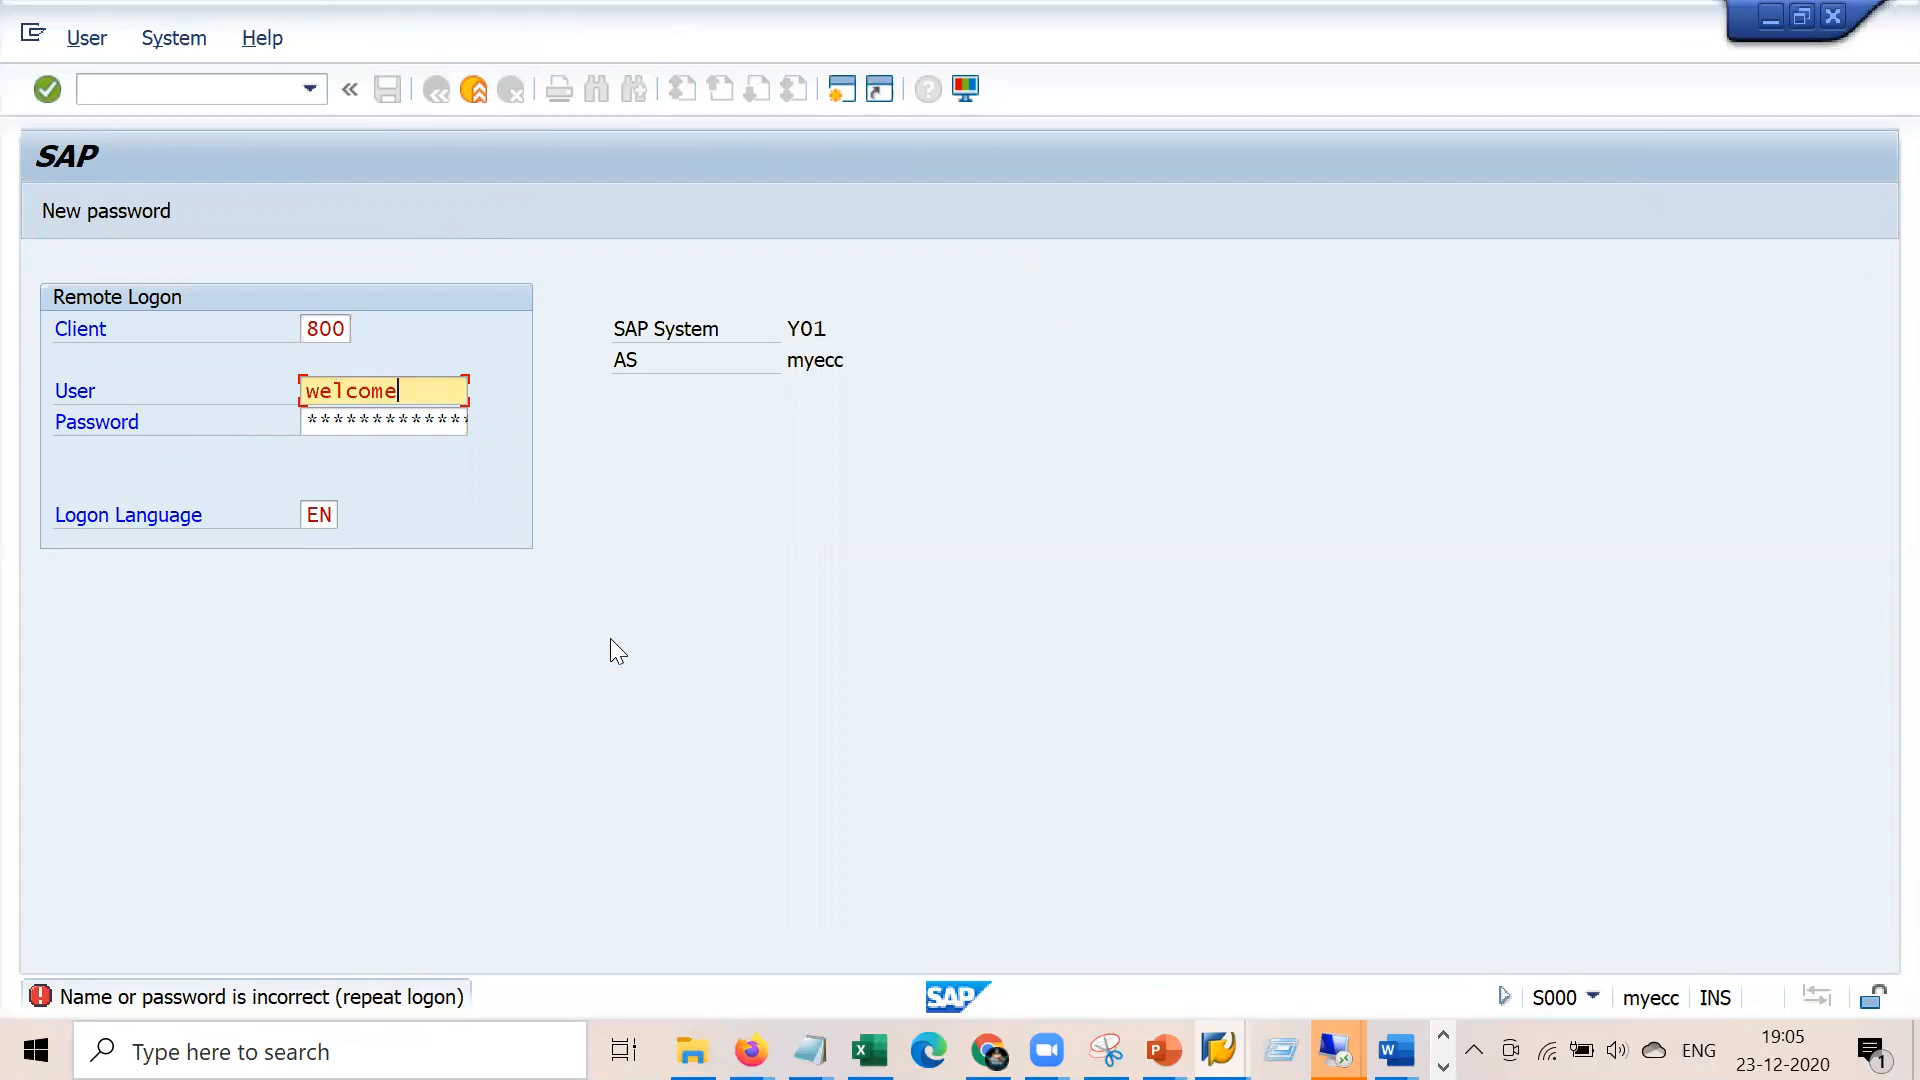 User System Help
SAP
New password
Remote Logon
Client 800
SAP System Y01
AS myecc
User welcome
Password *************
Logon Language EN
Name or password is incorrect (repeat logon)
SAP
S000 myecc INS
Type here to search
ENG
19:05
23-12-2020
1